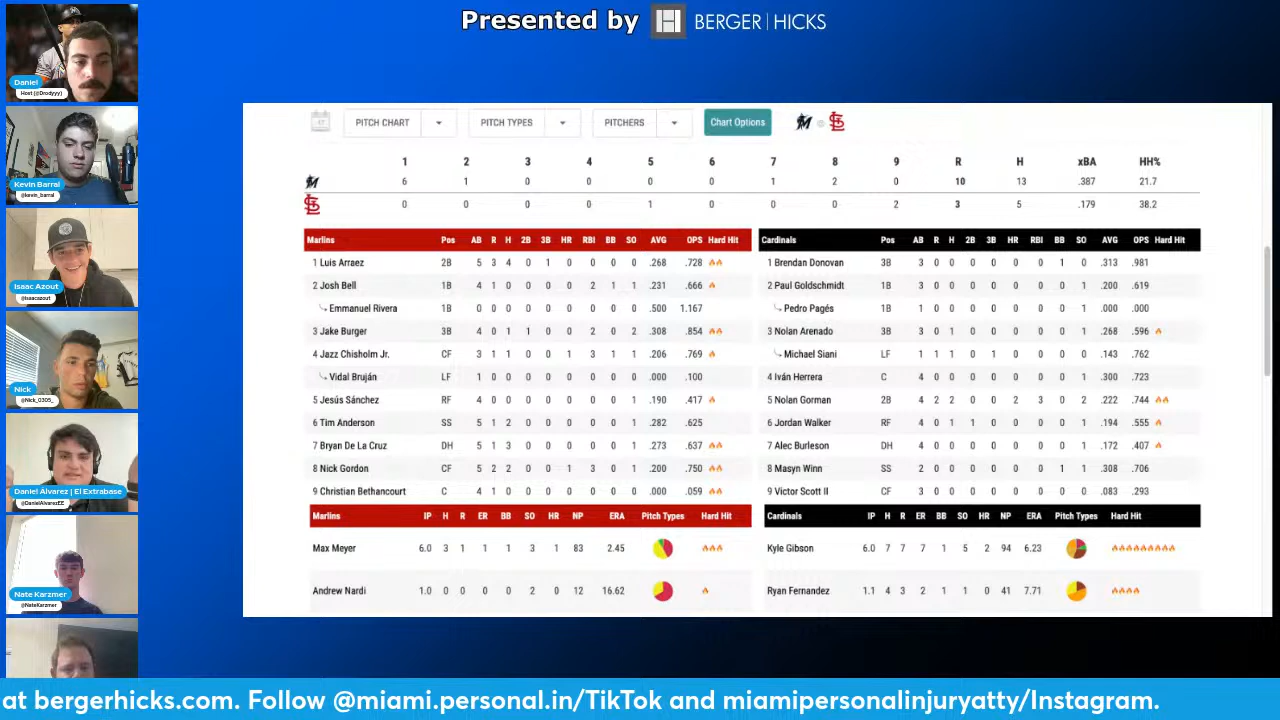 Presented by BERGER | HICKS
Daniel
Host (@Drodyyy)
Kevin Barral
@kevin_barral
Isaac Azout
@isaacazout
Nick
@Nick_0305_
Daniel Alvarez | El Extrabase
@DanielAlvarezEE
Nate Karzmer
@NateKarzmer
17 PITCH CHART PITCH TYPES PITCHERS Chart Options M @ STL
1 2 3 4 5 6 7 8 9 R H xBA HH%
M 6 1 0 0 0 0 1 2 0 10 13 .387 21.7
STL 0 0 0 0 1 0 0 0 2 3 5 .179 38.2
Marlins Pos AB R H 2B 3B HR RBI BB SO AVG OPS Hard Hit
1 Luis Arraez 2B 5 3 4 0 1 0 0 0 0 .268 .728
2 Josh Bell 1B 4 1 0 0 0 0 2 1 1 .231 .666
Emmanuel Rivera 1B 0 0 0 0 0 0 0 0 0 .500 1.167
3 Jake Burger 3B 4 0 1 1 0 0 2 0 2 .308 .854
4 Jazz Chisholm Jr. CF 3 1 1 0 0 1 3 1 1 .206 .769
Vidal Bruján LF 1 0 0 0 0 0 0 0 0 .000 .100
5 Jesús Sánchez RF 4 0 0 0 0 0 0 0 1 .190 .417
6 Tim Anderson SS 5 1 2 0 0 0 0 0 1 .282 .625
7 Bryan De La Cruz DH 5 1 3 0 0 0 0 0 1 .273 .637
8 Nick Gordon CF 5 2 2 0 0 1 3 0 1 .200 .750
9 Christian Bethancourt C 4 1 0 0 0 0 0 0 1 .000 .059
Cardinals Pos AB R H 2B 3B HR RBI BB SO AVG OPS Hard Hit
1 Brendan Donovan 3B 3 0 0 0 0 0 0 1 0 .313 .981
2 Paul Goldschmidt 1B 3 0 0 0 0 0 0 0 1 .200 .619
Pedro Pagés 1B 1 0 0 0 0 0 0 0 1 .000 .000
3 Nolan Arenado 3B 3 0 1 0 0 0 0 0 1 .268 .596
Michael Siani LF 1 1 1 0 1 0 0 0 0 .143 .762
4 Iván Herrera C 4 0 0 0 0 0 0 0 1 .300 .723
5 Nolan Gorman 2B 4 2 2 0 0 2 3 0 2 .222 .744
6 Jordan Walker RF 4 0 1 1 0 0 0 0 1 .194 .555
7 Alec Burleson DH 4 0 0 0 0 0 0 0 1 .172 .407
8 Masyn Winn SS 2 0 0 0 0 0 0 1 1 .308 .706
9 Victor Scott II CF 3 0 0 0 0 0 0 0 1 .083 .293
Marlins IP H R ER BB SO HR NP ERA Pitch Types Hard Hit
Max Meyer 6.0 3 1 1 1 3 1 83 2.45
Andrew Nardi 1.0 0 0 0 0 2 0 12 16.62
Cardinals IP H R ER BB SO HR NP ERA Pitch Types Hard Hit
Kyle Gibson 6.0 7 7 7 1 5 2 94 6.23
Ryan Fernandez 1.1 4 3 2 1 1 0 41 7.71
at bergerhicks.com. Follow @miami.personal.in/TikTok and miamipersonalinjuryatty/Instagram.